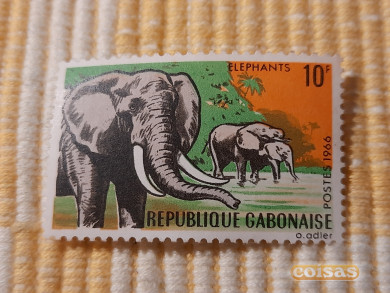 ELEPHANTS 10F
POSTES 1966
REPUBLIQUE GABONAISE
o.adler
coisas